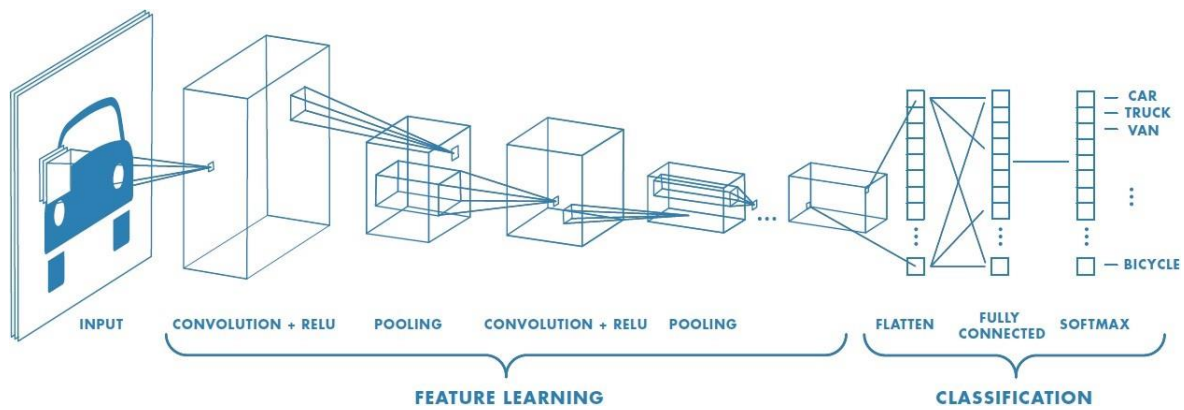 CAR
TRUCK
VAN
BICYCLE
INPUT
CONVOLUTION + RELU
POOLING
CONVOLUTION + RELU
POOLING
FLATTEN
FULLY
CONNECTED
SOFTMAX
FEATURE LEARNING
CLASSIFICATION